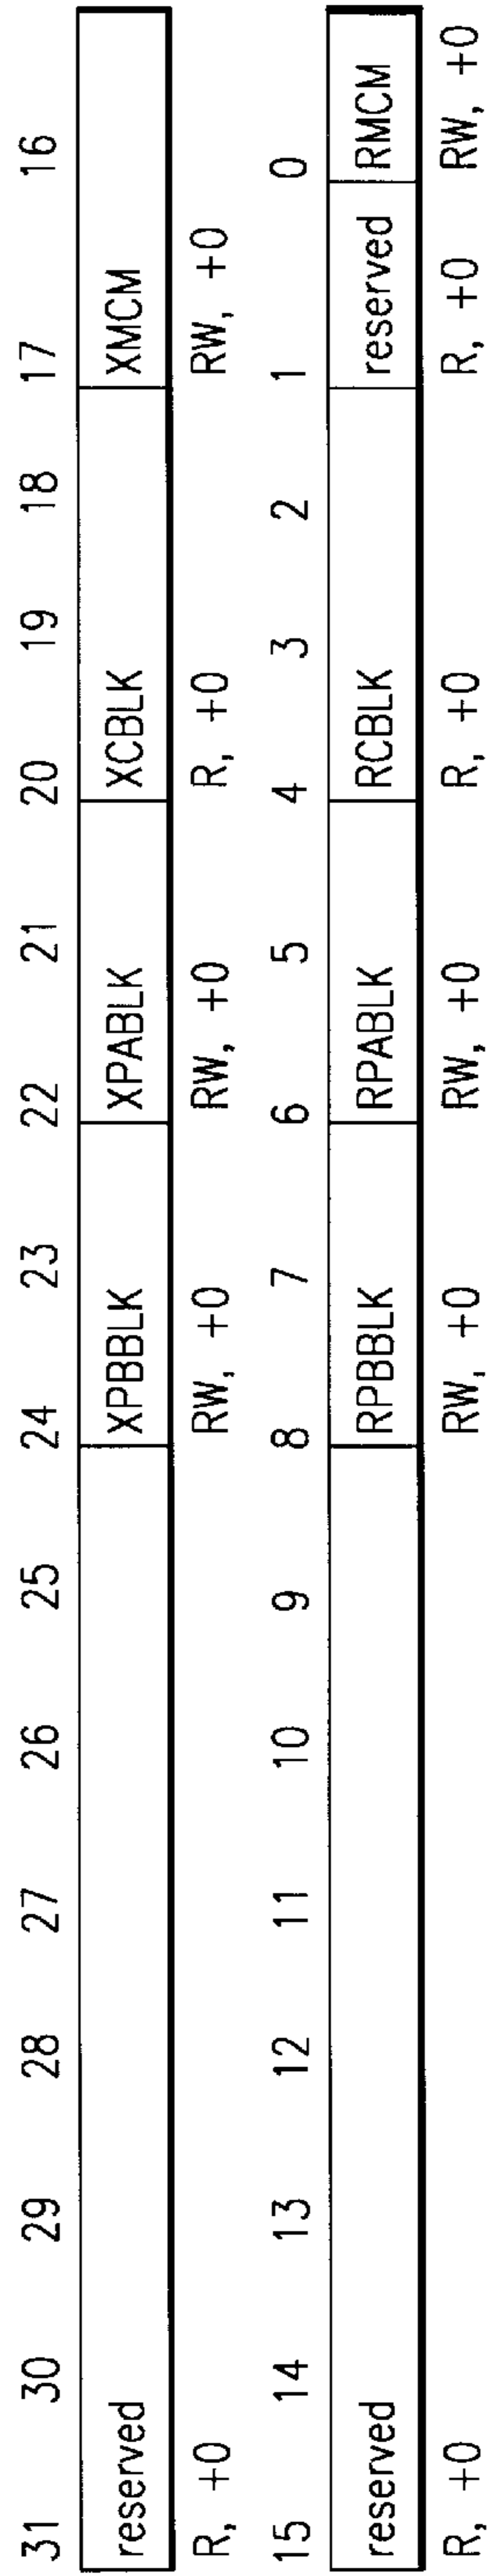 31 30 29 28 27 26 25 24 23 22 21 20 19 18 17 16
reserved XPBBLK XPABLK XCBLK XMCM
R, +0 RW, +0 RW, +0 R, +0 RW, +0
15 14 13 12 11 10 9 8 7 6 5 4 3 2 1 0
reserved RPBBLK RPABLK RCBLK reserved RMCM
R, +0 RW, +0 RW, +0 R, +0 R, +0 RW, +0